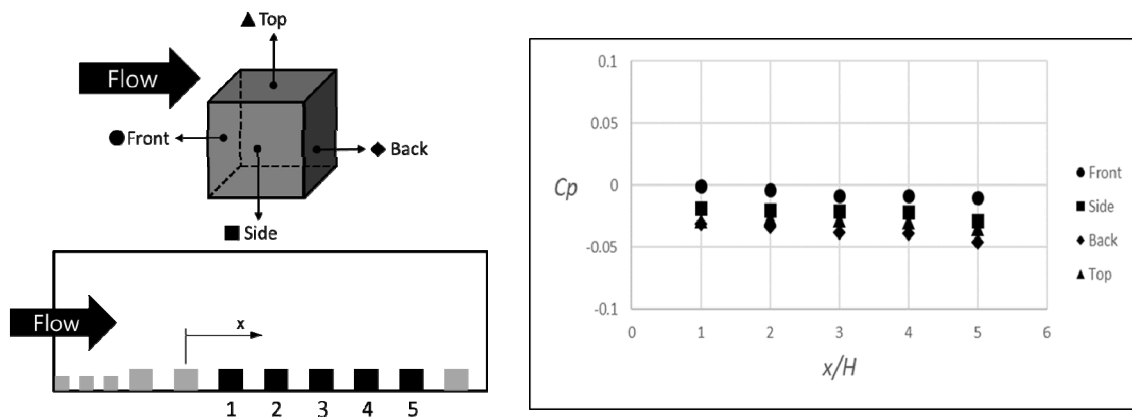 Top
Flow
Front
Back
Side
Flow
x
1 2 3 4 5
0.1
0.05
0
-0.05
-0.1
Cp
0 1 2 3 4 5 6
x/H
Front
Side
Back
Top